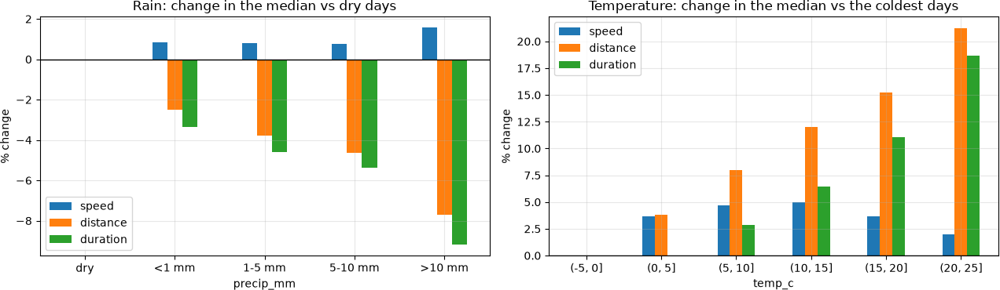 Rain: change in the median vs dry days
% change
2
0
−2
−4
−6
−8
speed
distance
duration
dry
<1 mm
1-5 mm
5-10 mm
>10 mm
precip_mm
Temperature: change in the median vs the coldest days
% change
20.0
17.5
15.0
12.5
10.0
7.5
5.0
2.5
0.0
speed
distance
duration
(-5, 0]
(0, 5]
(5, 10]
(10, 15]
(15, 20]
(20, 25]
temp_c